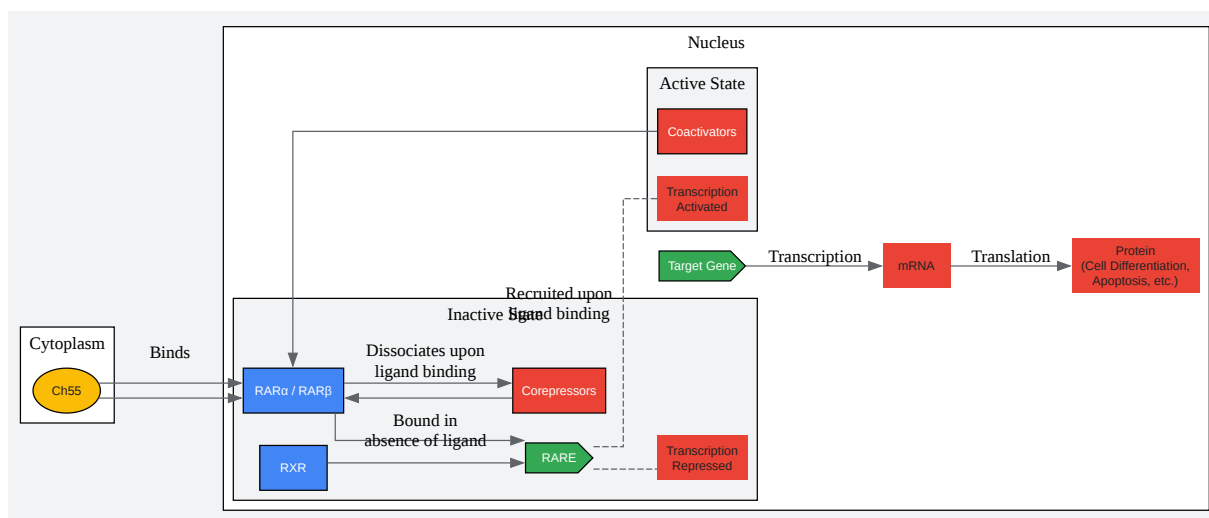 Nucleus
Active State
Coactivators
Transcription
Activated
Target Gene
Transcription
mRNA
Translation
Protein
(Cell Differentiation,
Apoptosis, etc.)
Recruited upon
ligand binding
Inactive State
Cytoplasm
Ch55
Binds
Dissociates upon
ligand binding
RARα / RARβ
Corepressors
Bound in
absence of ligand
RXR
RARE
Transcription
Repressed